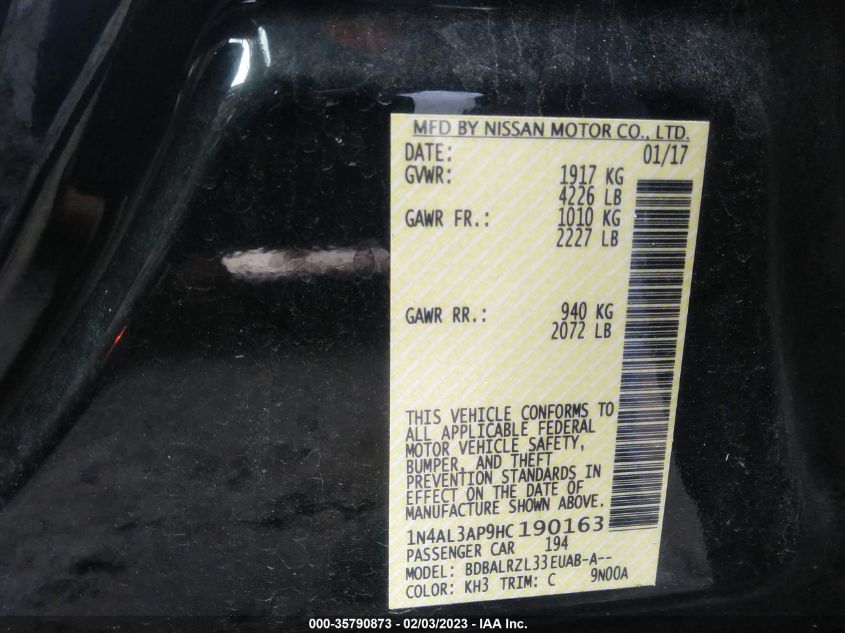 MFD BY NISSAN MOTOR CO., LTD.
DATE: 01/17
GVWR: 1917 KG
4226 LB
GAWR FR.: 1010 KG
2227 LB
GAWR RR.: 940 KG
2072 LB
THIS VEHICLE CONFORMS TO
ALL APPLICABLE FEDERAL
MOTOR VEHICLE SAFETY,
BUMPER, AND THEFT
PREVENTION STANDARDS IN
EFFECT ON THE DATE OF
MANUFACTURE SHOWN ABOVE.
1N4AL3AP9HC190163
PASSENGER CAR 194
MODEL: BDBALRZL33EUAB-A--
COLOR: KH3 TRIM: C 9N00A
000-35790873 - 02/03/2023 - IAA Inc.